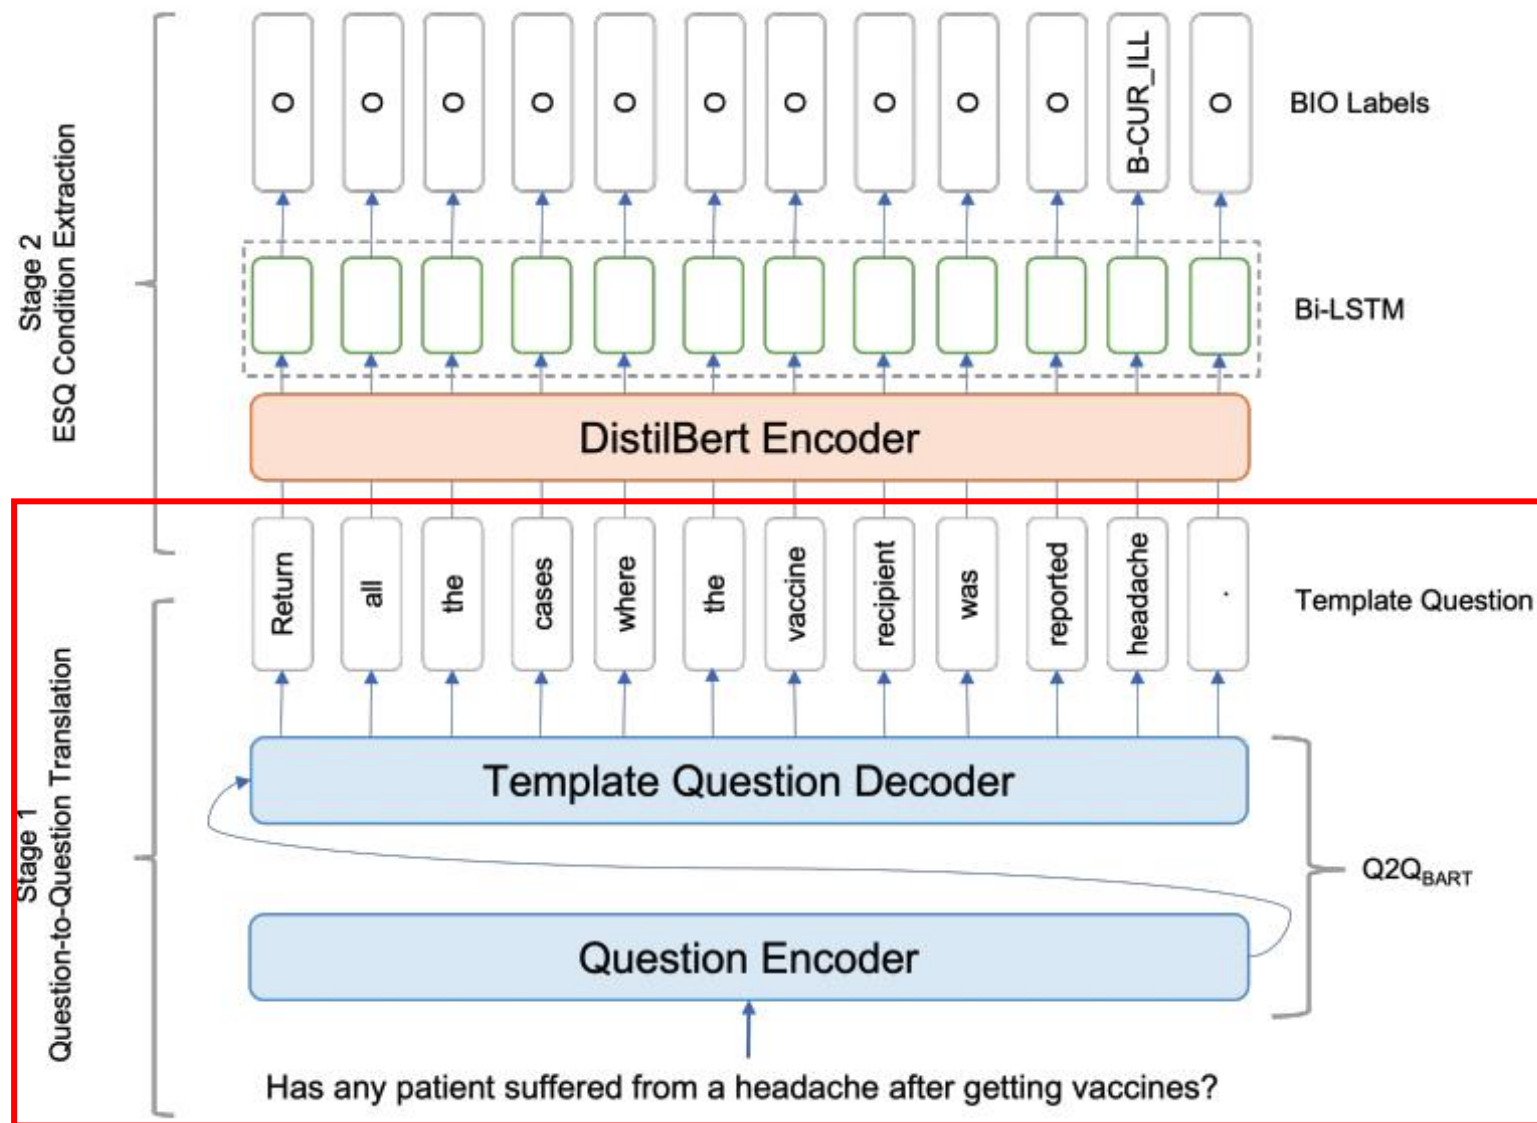 Stage 2
ESQ Condition Extraction
O O O O O O O O O O B-CUR_ILL O
BIO Labels
Bi-LSTM
DistilBert Encoder
Return all the cases where the vaccine recipient was reported headache .
Template Question
Stage 1
Question-to-Question Translation
Template Question Decoder
Q2Q_BART
Question Encoder
Has any patient suffered from a headache after getting vaccines?